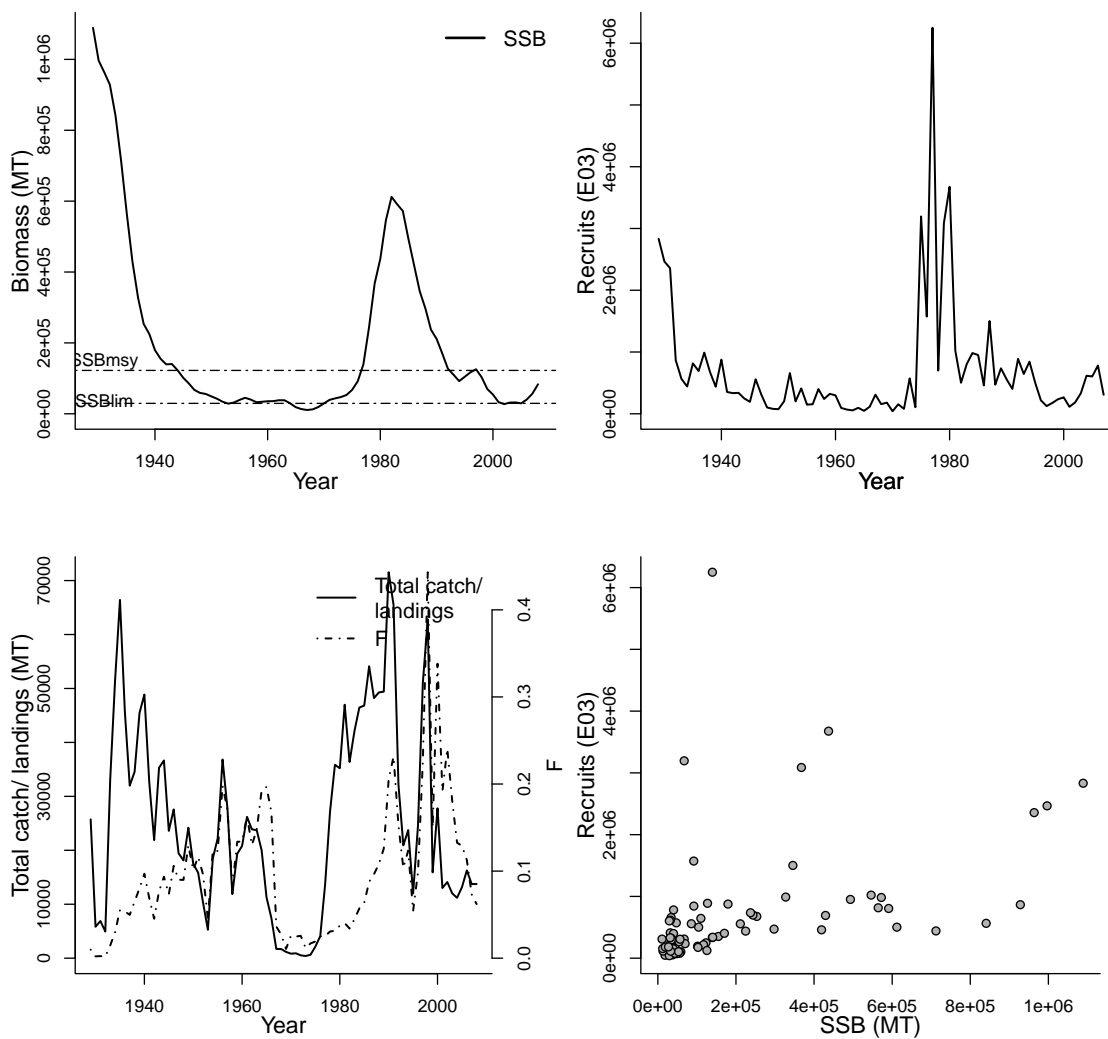 SSB
Biomass (MT)
0e+00
2e+05
4e+05
6e+05
8e+05
1e+06
SSBmsy
SSBlim
1940
1960
1980
2000
Year
Recruits (E03)
0e+00
2e+06
4e+06
6e+06
1940
1960
1980
2000
Year
Total catch/
landings
F
Total catch/ landings (MT)
0
10000
30000
50000
70000
0.0
0.1
0.2
0.3
0.4
F
1940
1960
1980
2000
Year
Recruits (E03)
0e+00
2e+06
4e+06
6e+06
0e+00
2e+05
4e+05
6e+05
8e+05
1e+06
SSB (MT)